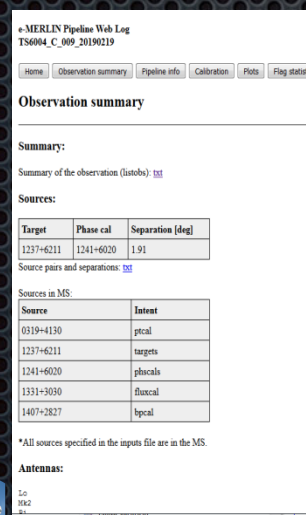 e-MERLIN Pipeline Web Log
TS6004_C_009_20190219
Home Observation summary Pipeline info Calibration Plots Flag statis
Observation summary
Summary:
Summary of the observation (listobs): txt
Sources:
Target Phase cal Separation [deg]
1237+6211 1241+6020 1.91
Source pairs and separations: txt
Sources in MS:
Source Intent
0319+4130 ptcal
1237+6211 targets
1241+6020 phscals
1331+3030 fluxcal
1407+2827 bpcal
*All sources specified in the inputs file are in the MS.
Antennas:
Lo
Mk2